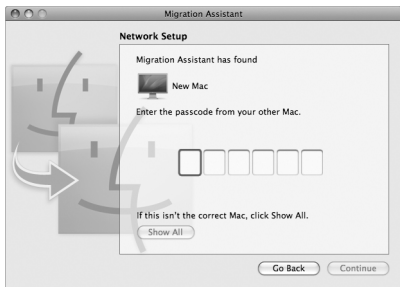 Migration Assistant
Network Setup
Migration Assistant has found
New Mac
Enter the passcode from your other Mac.
If this isn't the correct Mac, click Show All.
Show All
Go Back
Continue